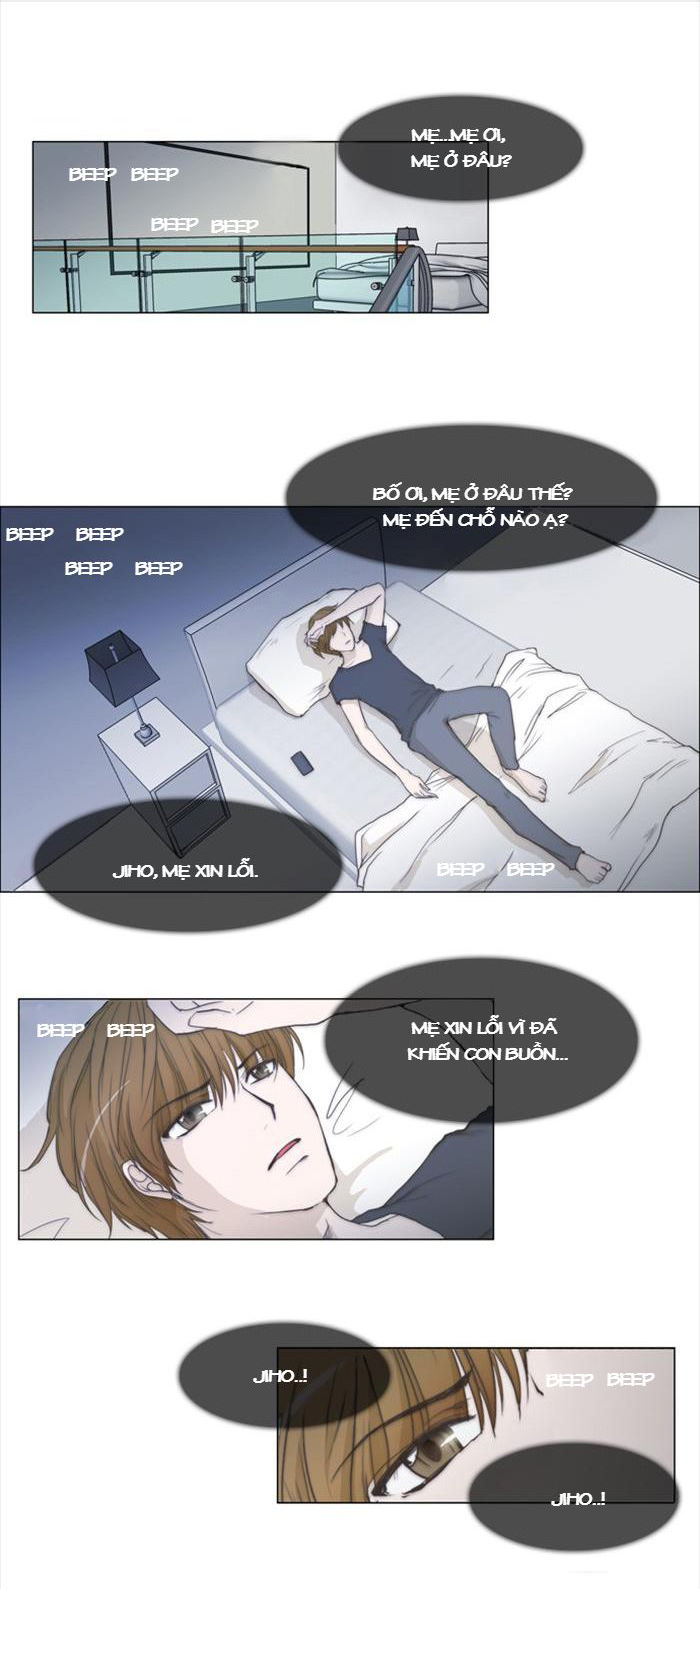 MẸ...MẸ ƠI,
MẸ Ở ĐÂU?
BEEP BEEP
BEEP BEEP
BỐ ƠI, MẸ Ở ĐÂU THẾ?
MẸ ĐẾN CHỖ NÀO Ạ?
BEEP BEEP
BEEP BEEP
JIHO, MẸ XIN LỖI.
BEEP BEEP
MẸ XIN LỖI VÌ ĐÃ
KHIẾN CON BUỒN...
BEEP BEEP
JIHO..!
BEEP BEEP
JIHO..!